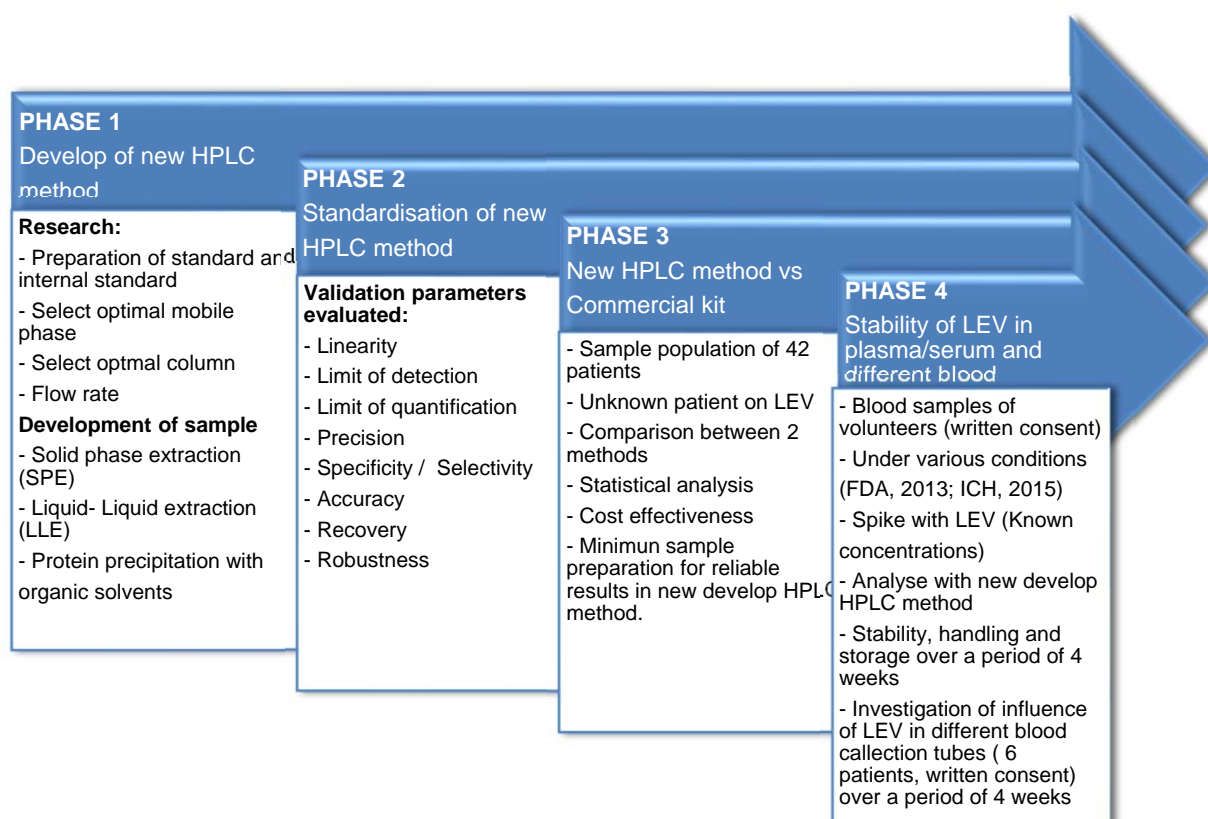 PHASE 1
Develop of new HPLC
method
Research:
- Preparation of standard and
internal standard
- Select optimal mobile
phase
- Select optmal column
- Flow rate
Development of sample
- Solid phase extraction
(SPE)
- Liquid- Liquid extraction
(LLE)
- Protein precipitation with
organic solvents
PHASE 2
Standardisation of new
HPLC method
Validation parameters
evaluated:
- Linearity
- Limit of detection
- Limit of quantification
- Precision
- Specificity / Selectivity
- Accuracy
- Recovery
- Robustness
PHASE 3
New HPLC method vs
Commercial kit
- Sample population of 42
patients
- Unknown patient on LEV
- Comparison between 2
methods
- Statistical analysis
- Cost effectiveness
- Minimun sample
preparation for reliable
results in new develop HPLC
method.
PHASE 4
Stability of LEV in
plasma/serum and
different blood
- Blood samples of
volunteers (written consent)
- Under various conditions
(FDA, 2013; ICH, 2015)
- Spike with LEV (Known
concentrations)
- Analyse with new develop
HPLC method
- Stability, handling and
storage over a period of 4
weeks
- Investigation of influence
of LEV in different blood
callection tubes ( 6
patients, written consent)
over a period of 4 weeks